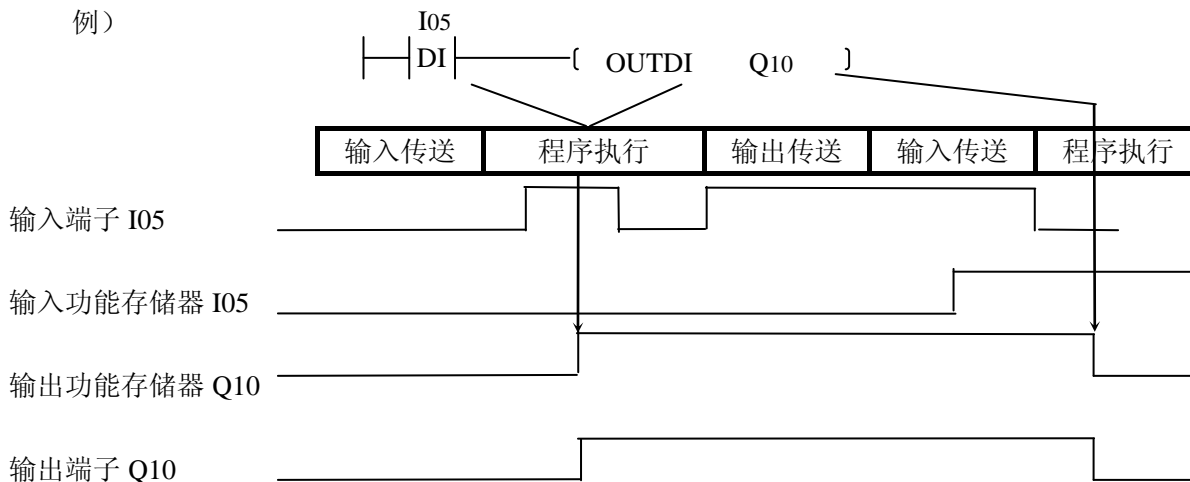 例）
I05
DI OUTDI Q10
输入传送 程序执行 输出传送 输入传送 程序执行
输入端子 I05
输入功能存储器 I05
输出功能存储器 Q10
输出端子 Q10